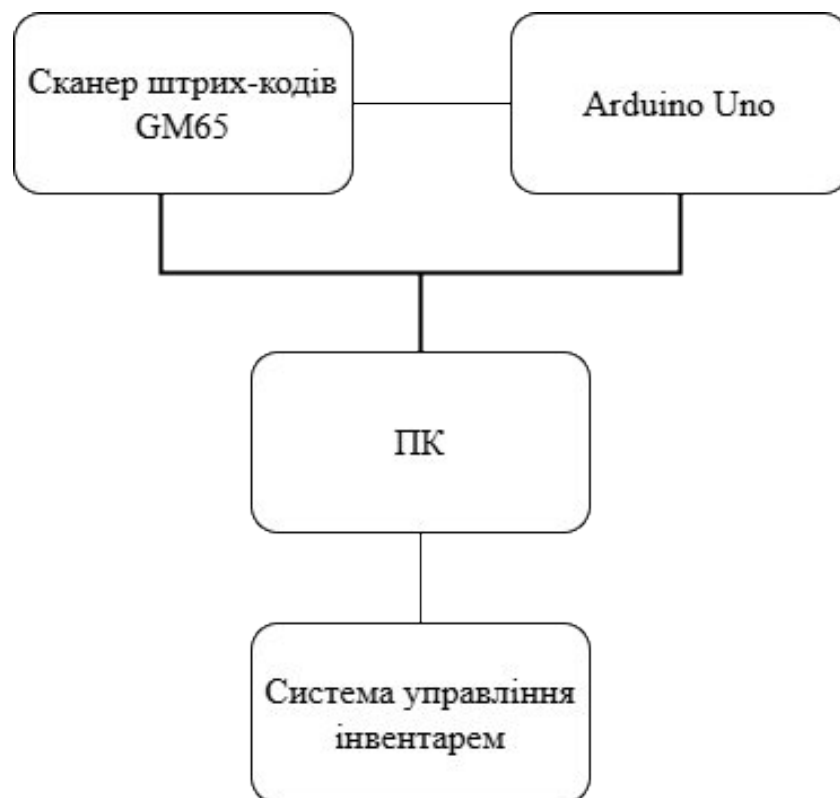 Сканер штрих-кодів
GM65
Arduino Uno
ПК
Система управління
інвентарем